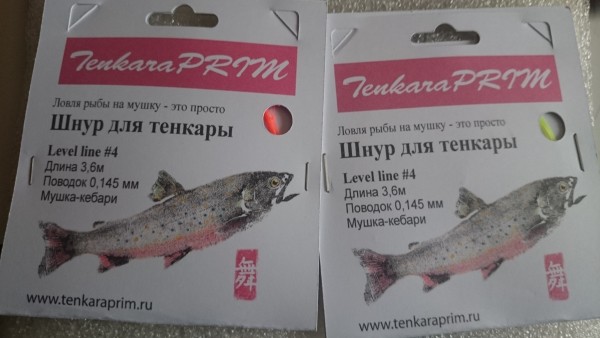 TenkaraPRIM
Ловля рыбы на мушку - это просто
Шнур для тенкары
Level line #4
Длина 3,6м
Поводок 0,145 мм
Мушка-кебари
舞
www.tenkaraprim.ru
TenkaraPRIM
Ловля рыбы на мушку - это просто
Шнур для тенкары
Level line #4
Длина 3,6м
Поводок 0,145 мм
Мушка-кебари
舞
www.tenkaraprim.ru